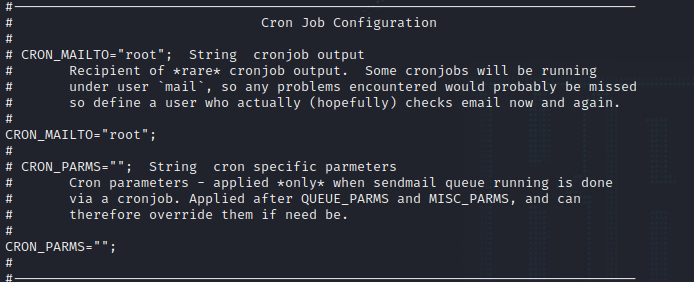 #------------------------------------------------------------------------------
#                               Cron Job Configuration
#
# CRON_MAILTO="root";  String  cronjob output
#       Recipient of *rare* cronjob output.  Some cronjobs will be running
#       under user `mail`, so any problems encountered would probably be missed
#       so define a user who actually (hopefully) checks email now and again.
#
CRON_MAILTO="root";
#
# CRON_PARMS="";  String  cron specific parmeters
#       Cron parameters - applied *only* when sendmail queue running is done
#       via a cronjob. Applied after QUEUE_PARMS and MISC_PARMS, and can
#       therefore override them if need be.
#
CRON_PARMS="";
#
#------------------------------------------------------------------------------